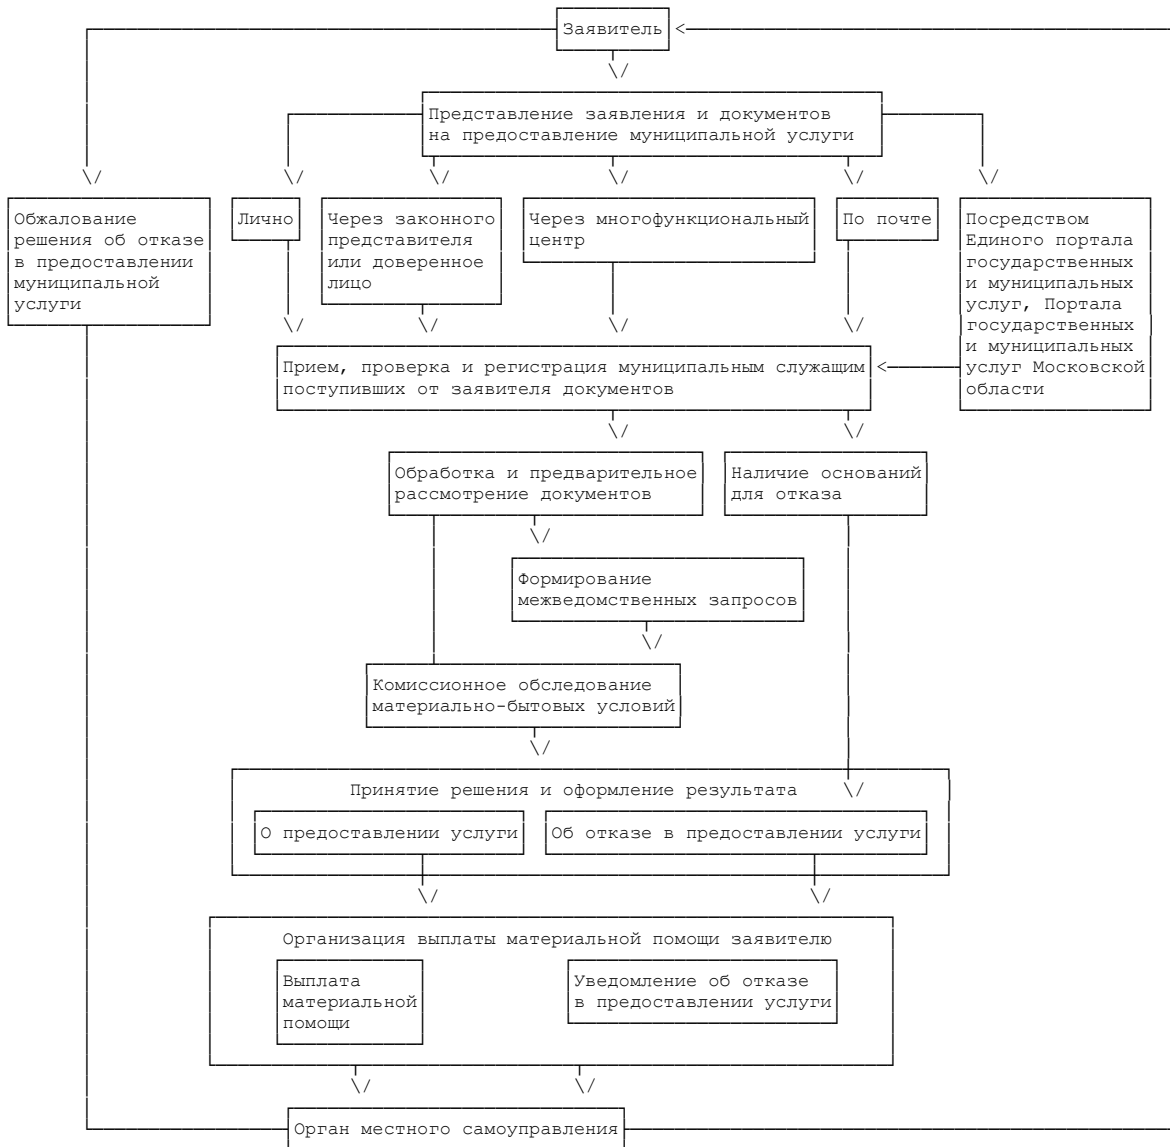 Заявитель
Представление заявления и документов
на предоставление муниципальной услуги
Обжалование
решения об отказе
в предоставлении
муниципальной
услуги
Лично
Через законного
представителя
или доверенное
лицо
Через многофункциональный
центр
По почте
Посредством
Единого портала
государственных
и муниципальных
услуг, Портала
государственных
и муниципальных
услуг Московской
области
Прием, проверка и регистрация муниципальным служащим
поступивших от заявителя документов
Обработка и предварительное
рассмотрение документов
Наличие оснований
для отказа
Формирование
межведомственных запросов
Комиссионное обследование
материально-бытовых условий
Принятие решения и оформление результата
О предоставлении услуги
Об отказе в предоставлении услуги
Организация выплаты материальной помощи заявителю
Выплата
материальной
помощи
Уведомление об отказе
в предоставлении услуги
Орган местного самоуправления